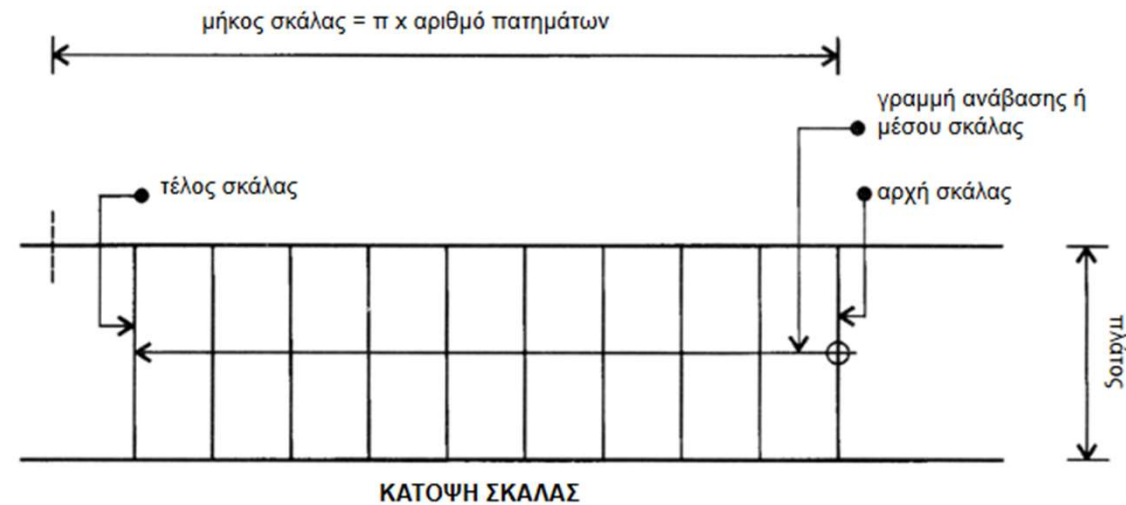 μήκος σκάλας = π x αριθμό πατημάτων
γραμμή ανάβασης ή
μέσου σκάλας
τέλος σκάλας
αρχή σκάλας
πλάτος
ΚΑΤΟΨΗ ΣΚΑΛΑΣ